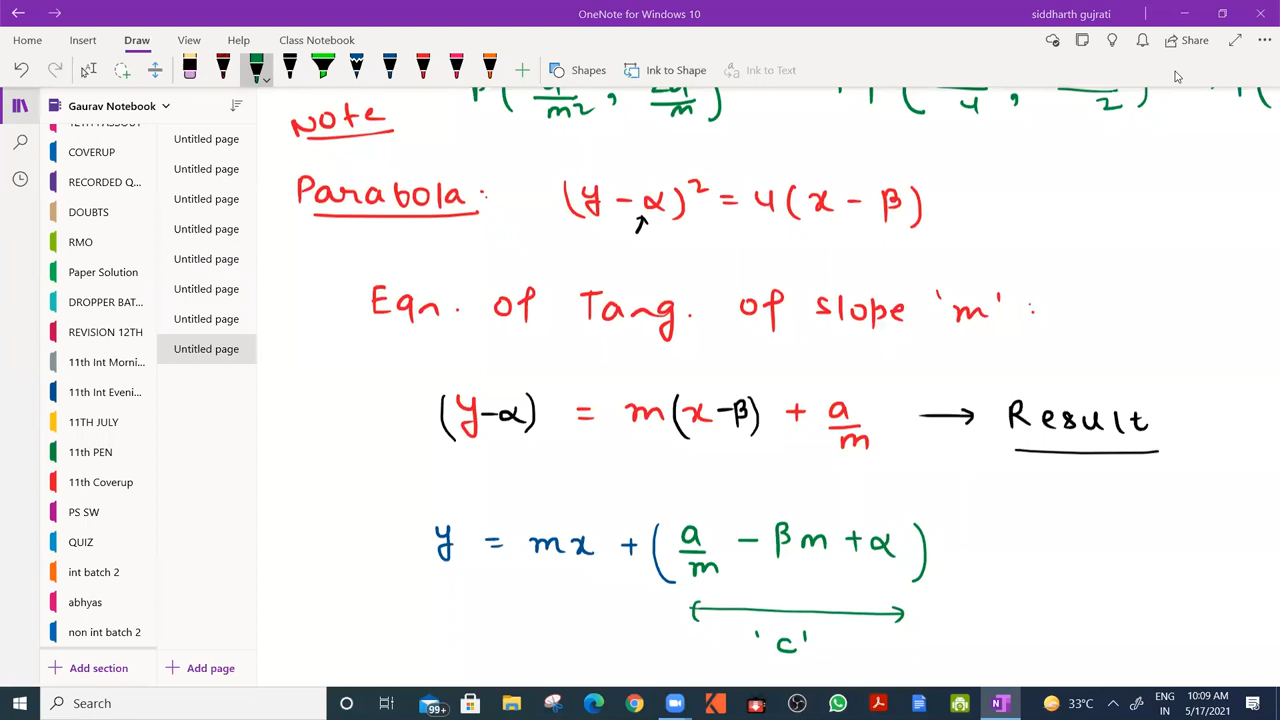 OneNote for Windows 10
siddharth gujrati
Home Insert Draw View Help Class Notebook
Share
Shapes Ink to Shape Ink to Text
Gaurav Notebook
COVERUP
RECORDED Q...
DOUBTS
RMO
Paper Solution
DROPPER BAT...
REVISION 12TH
11th Int Morni...
11th Int Eveni...
11TH JULY
11th PEN
11th Coverup
PS SW
QUIZ
int batch 2
abhyas
non int batch 2
Add section
Untitled page
Untitled page
Untitled page
Untitled page
Untitled page
Untitled page
Untitled page
Untitled page
Add page
Note
Parabola: (y - α)² = 4(x - β)
Eqn. of Tang. of slope 'm' :
(y-α) = m(x-β) + a/m → Result
y = mx + (a/m - βm + α)
'c'
Search
99+
33°C
ENG
IN
10:09 AM
5/17/2021